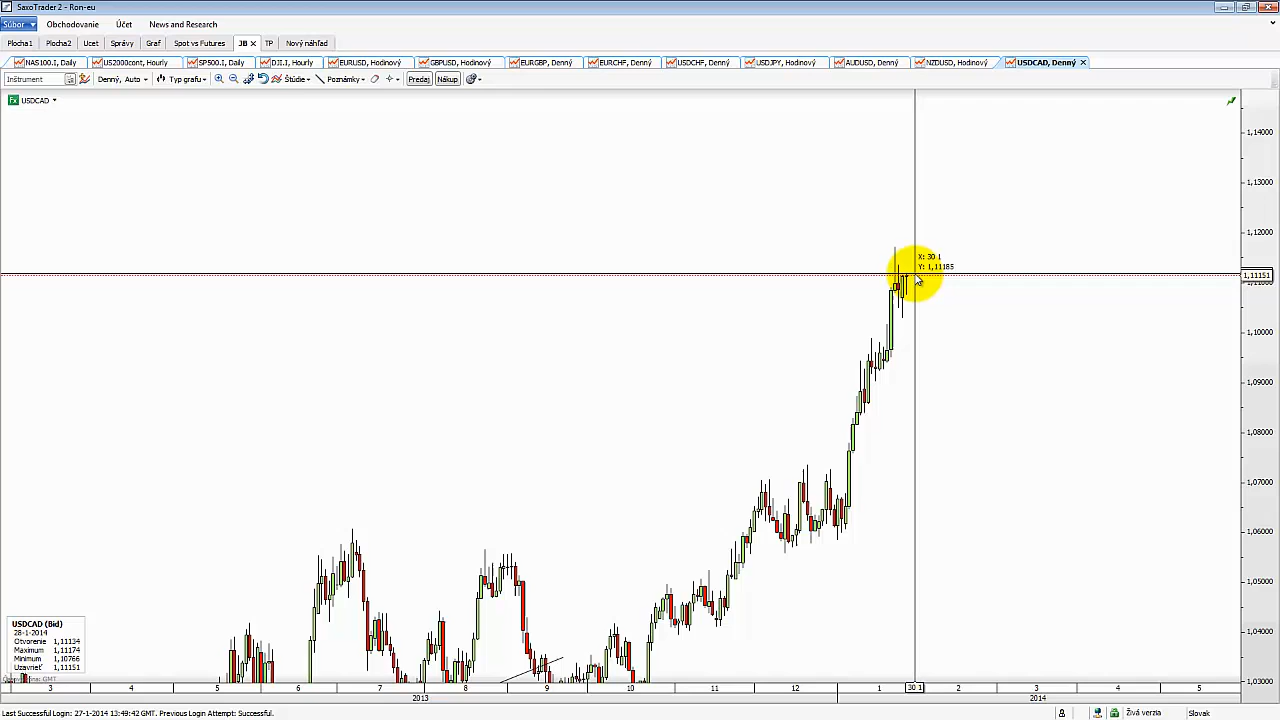 SaxoTrader 2 - Ron-eu
Súbor Obchodovanie Účet News and Research
Plocha1 Plocha2 Ucet Správy Graf Spot vs Futures JB TP Nový náhľad
NAS100.I, Daily US2000cont, Hourly SP500.I, Daily DJI.I, Hourly EURUSD, Hodinový GBPUSD, Hodinový EURGBP, Denný EURCHF, Denný USDCHF, Denný USDJPY, Hodinový AUDUSD, Denný NZDUSD, Hodinový USDCAD, Denný
Inštrument Denný, Auto Typ grafu Štúdie Poznámky Predaj Nákup
Fx USDCAD
1,14000
1,13000
1,12000
X: 30 1
Y: 1,11185
1,11151
1,10000
1,09000
1,08000
1,07000
1,06000
1,05000
1,04000
1,03000
USDCAD (Bid)
28-1-2014
Otvorenie 1,11134
Maximum 1,11174
Minimum 1,10766
Uzavrieť 1,11151
3 4 5 6 7 8 9 10 11 12 1 30 1 2 3 4 5
2013 2014
Last Successful Login: 27-1-2014 13:49:42 GMT. Previous Login Attempt: Successful. Živá verzia Slovak